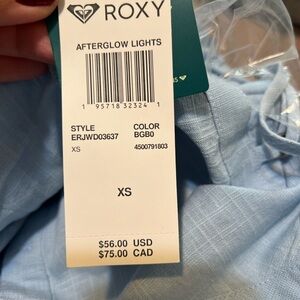 ROXY
AFTERGLOW LIGHTS
1 95718 32324 1
STYLE COLOR
ERJWD03637 BGB0
XS 4500791803
XS
$56.00 USD
$75.00 CAD